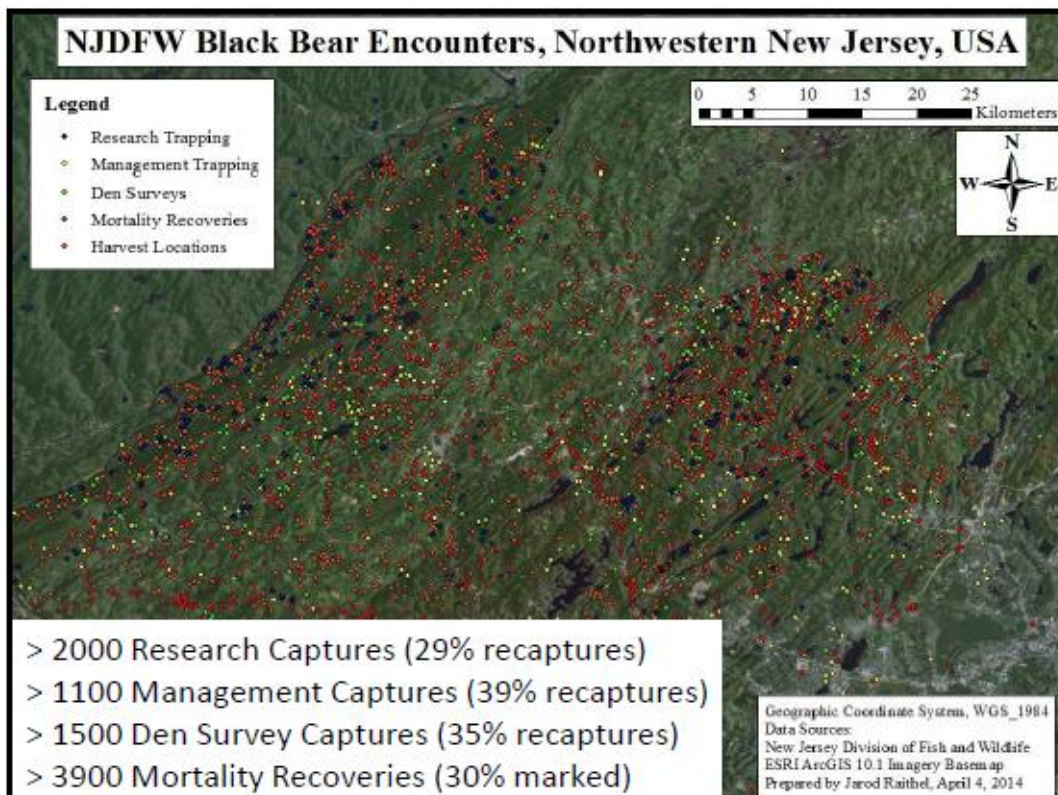 NJDFW Black Bear Encounters, Northwestern New Jersey, USA
Legend
Research Trapping
Management Trapping
Den Surveys
Mortality Recoveries
Harvest Locations
0 5 10 15 20 25
Kilometers
N
W E
S
> 2000 Research Captures (29% recaptures)
> 1100 Management Captures (39% recaptures)
> 1500 Den Survey Captures (35% recaptures)
> 3900 Mortality Recoveries (30% marked)
Geographic Coordinate System, WGS_1984
Data Sources:
New Jersey Division of Fish and Wildlife
ESRI ArcGIS 10.1 Imagery Basemap
Prepared by Jarod Raithel, April 4, 2014